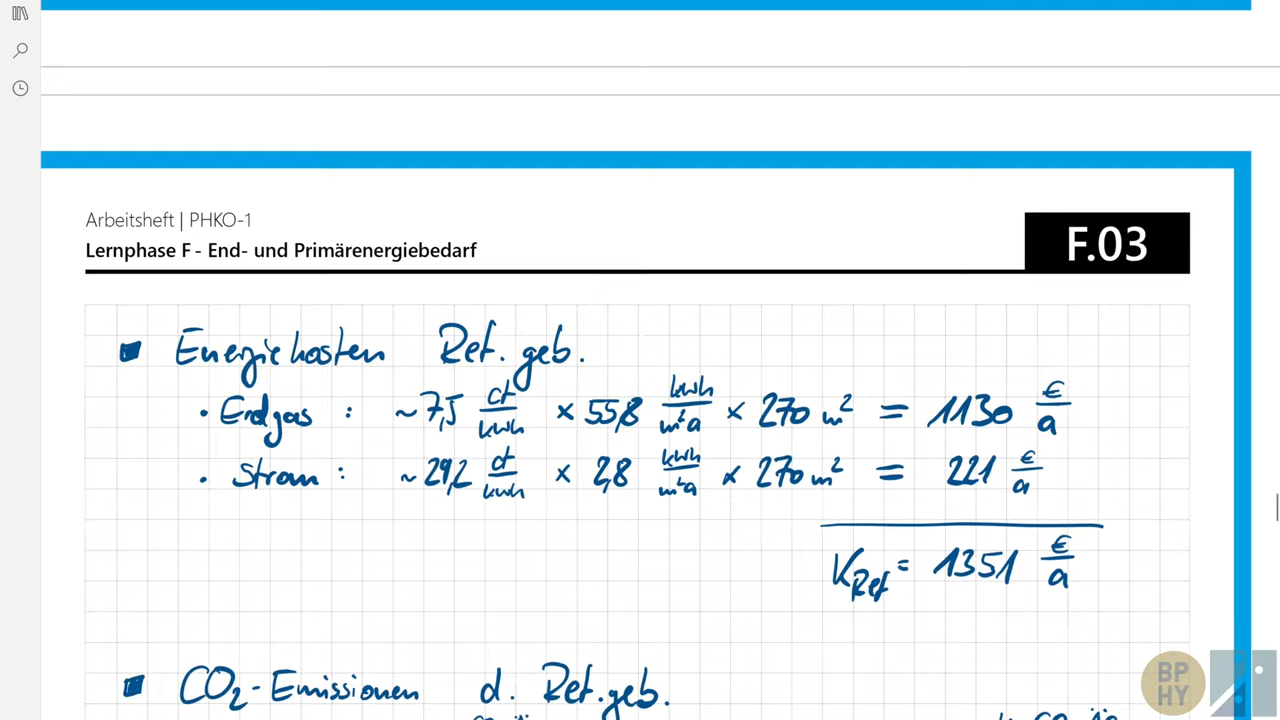 Arbeitsheft | PHKO-1
Lernphase F - End- und Primärenergiebedarf
F.03
Energiekosten Ref. geb.
• Erdgas : ~7,5 ct/kWh × 55,8 kWh/m²a × 270 m² = 1130 €/a
• Strom : ~29,2 ct/kWh × 2,8 kWh/m²a × 270 m² = 221 €/a
K_Ref = 1351 €/a
CO₂-Emissionen d. Ref. geb.
BP
HY